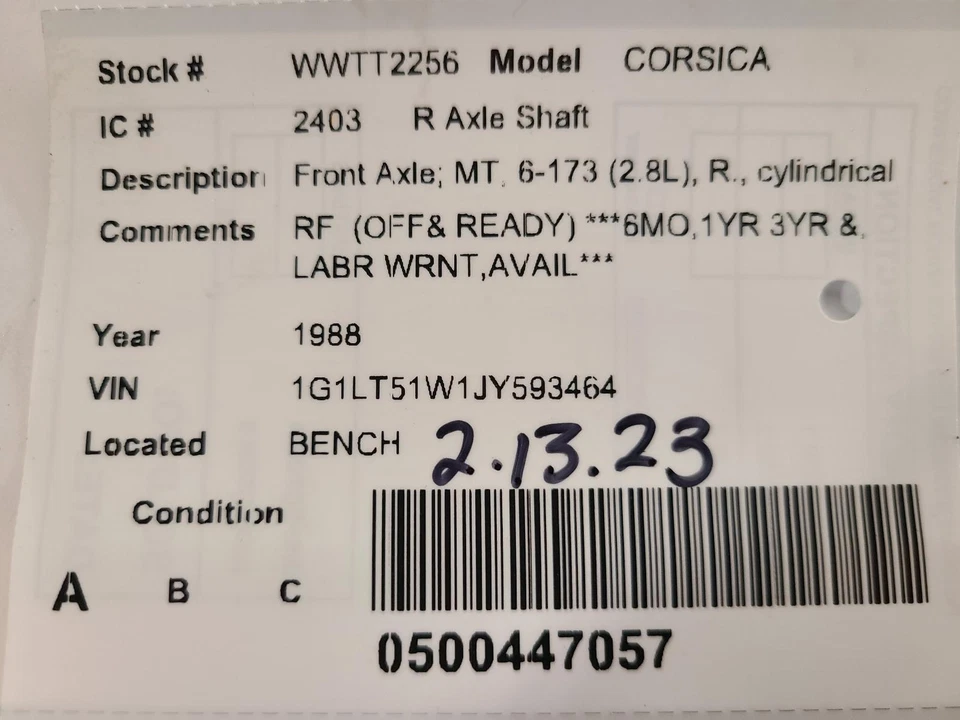 Stock # WWTT2256 Model CORSICA
IC # 2403 R Axle Shaft
Description Front Axle; MT, 6-173 (2.8L), R., cylindrical
Comments RF (OFF& READY) ***6MO,1YR 3YR &
LABR WRNT,AVAIL***
Year 1988
VIN 1G1LT51W1JY593464
Located BENCH 2.13.23
Condition
A B C
0500447057